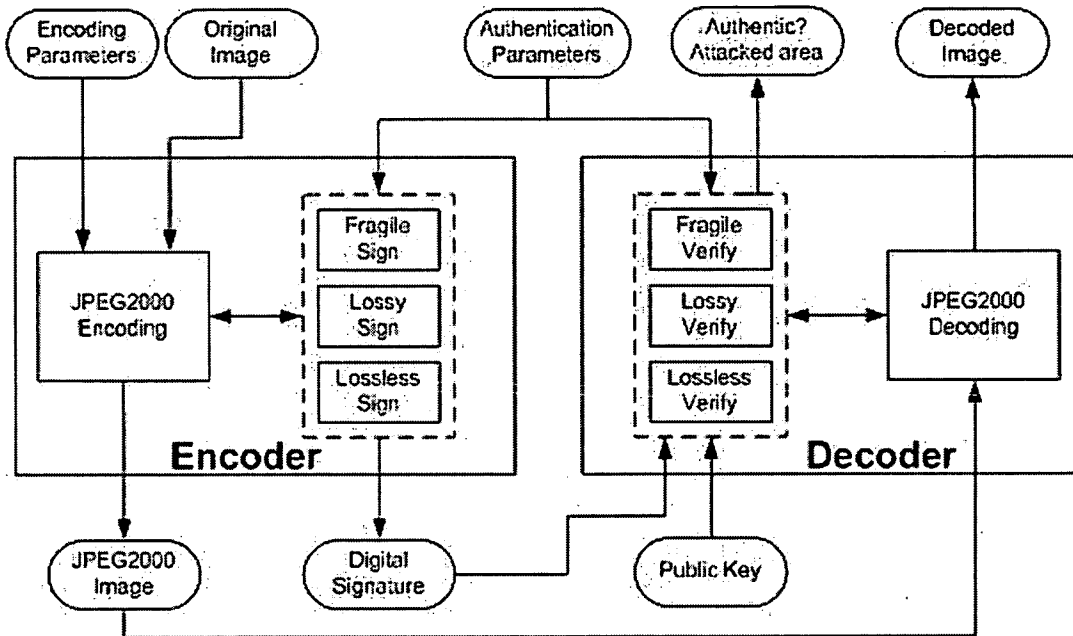 Encoding
Parameters
Original
Image
Authentication
Parameters
Authentic?
Attacked area
Decoded
Image
JPEG2000
Encoding
Fragile
Sign
Lossy
Sign
Lossless
Sign
Encoder
Fragile
Verify
Lossy
Verify
Lossless
Verify
JPEG2000
Decoding
Decoder
JPEG2000
Image
Digital
Signature
Public Key